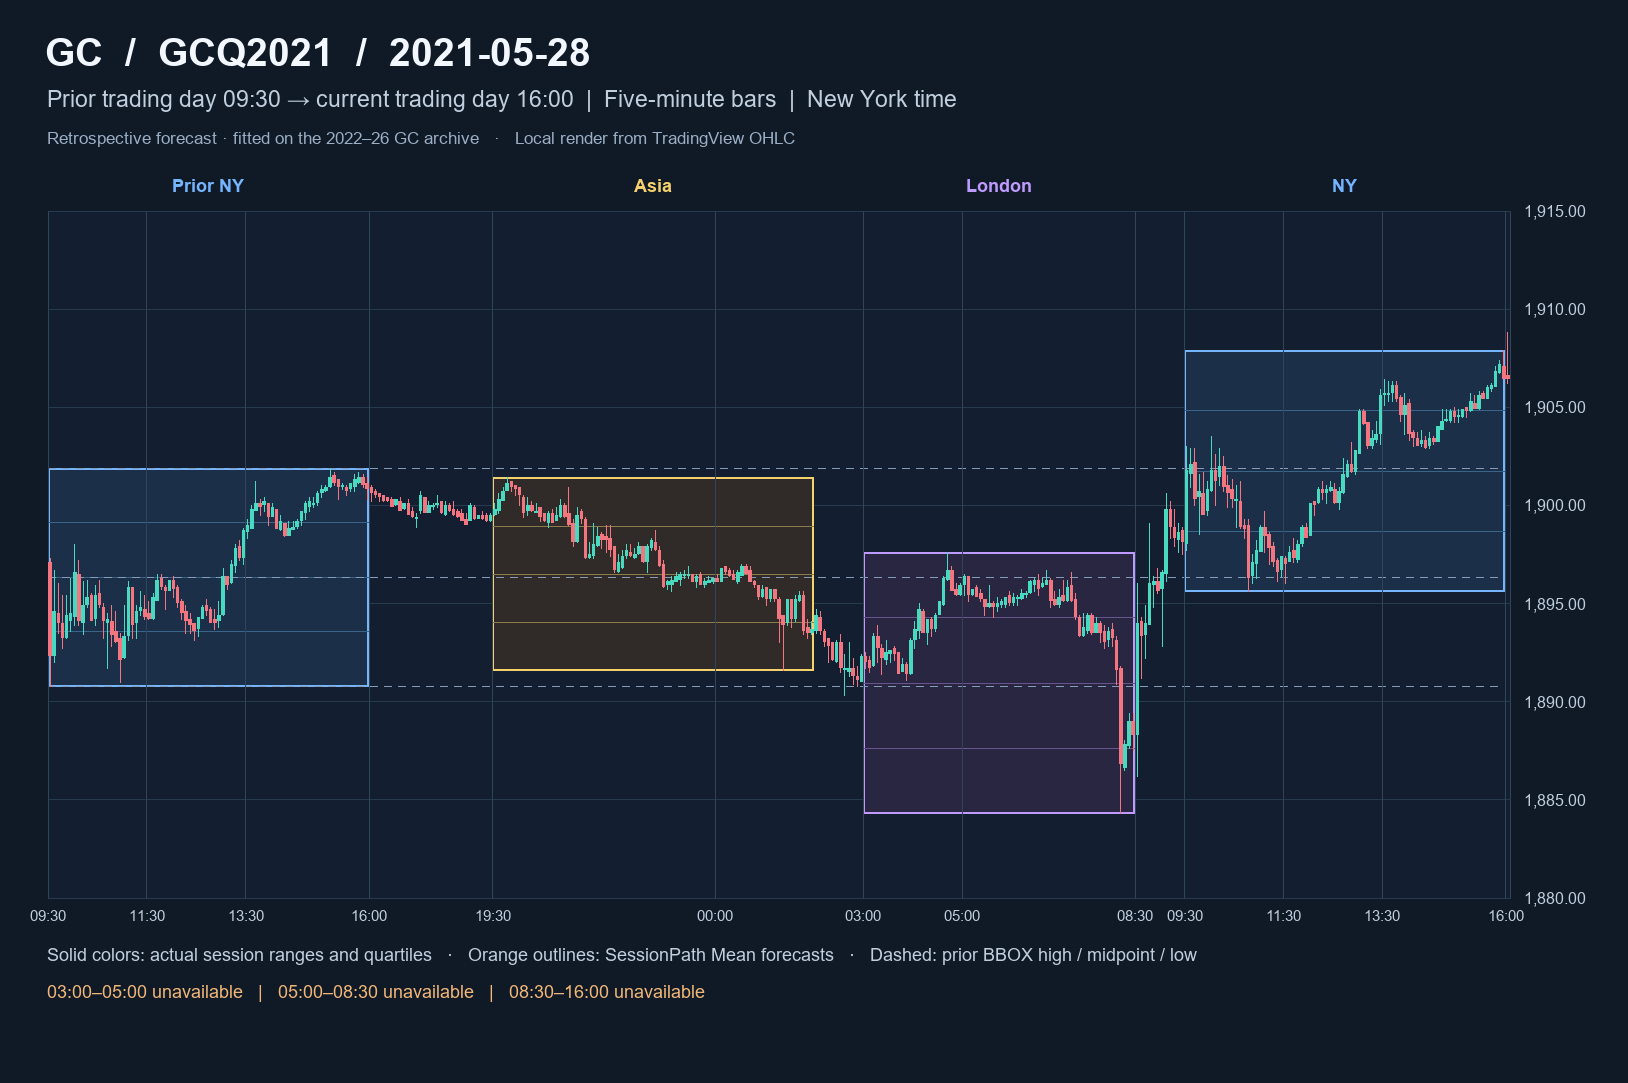 GC / GCQ2021 / 2021-05-28
Prior trading day 09:30 → current trading day 16:00 | Five-minute bars | New York time
Retrospective forecast · fitted on the 2022–26 GC archive · Local render from TradingView OHLC
Prior NY Asia London NY
1,915.00
1,910.00
1,905.00
1,900.00
1,895.00
1,890.00
1,885.00
1,880.00
09:30 11:30 13:30 16:00 19:30 00:00 03:00 05:00 08:30 09:30 11:30 13:30 16:00
Solid colors: actual session ranges and quartiles · Orange outlines: SessionPath Mean forecasts · Dashed: prior BBOX high / midpoint / low
03:00–05:00 unavailable | 05:00–08:30 unavailable | 08:30–16:00 unavailable